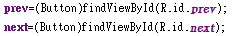 prev=(Button)findViewById(R.id.prev);
next=(Button)findViewById(R.id.next);